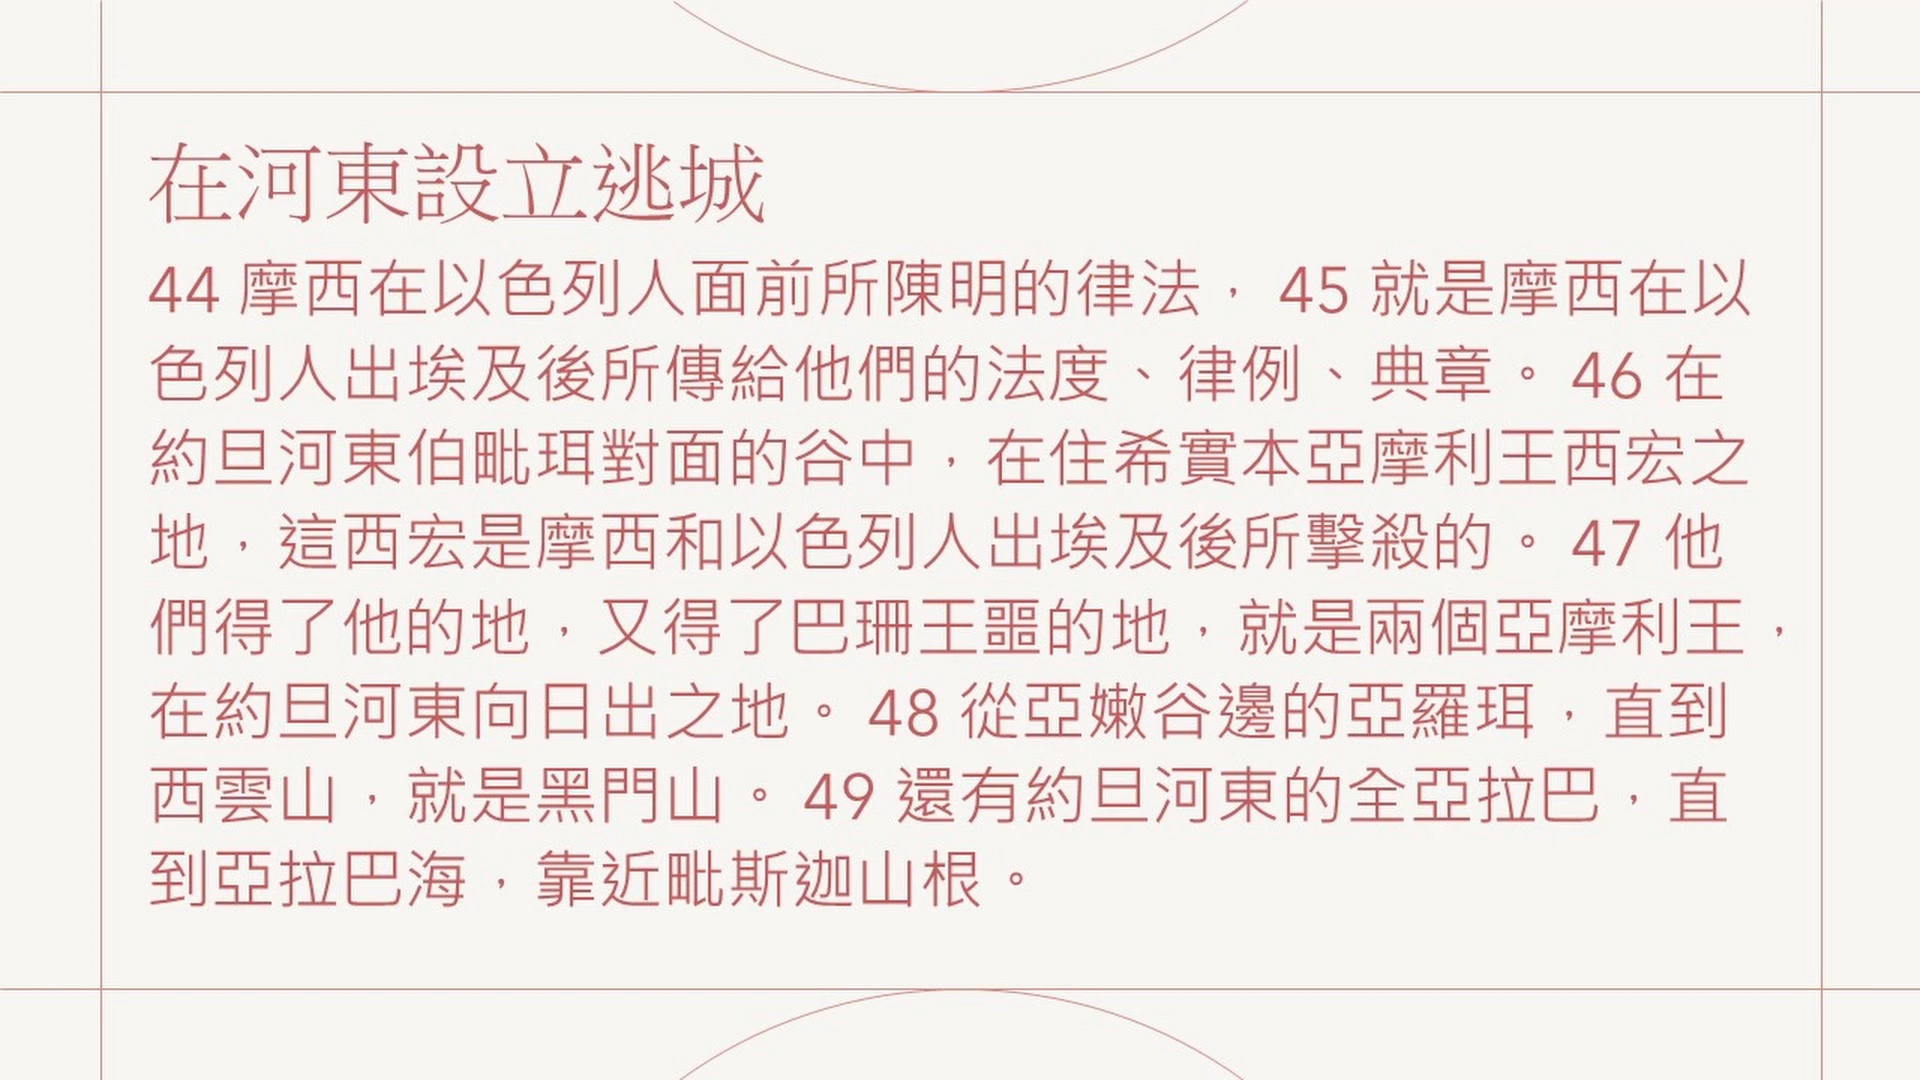 在河東設立逃城
44 摩西在以色列人面前所陳明的律法，45 就是摩西在以
色列人出埃及後所傳給他們的法度、律例、典章。46 在
約旦河東伯毗珥對面的谷中，在住希實本亞摩利王西宏之
地，這西宏是摩西和以色列人出埃及後所擊殺的。47 他
們得了他的地，又得了巴珊王噩的地，就是兩個亞摩利王，
在約旦河東向日出之地。48 從亞嫩谷邊的亞羅珥，直到
西雲山，就是黑門山。49 還有約旦河東的全亞拉巴，直
到亞拉巴海，靠近毗斯迦山根。